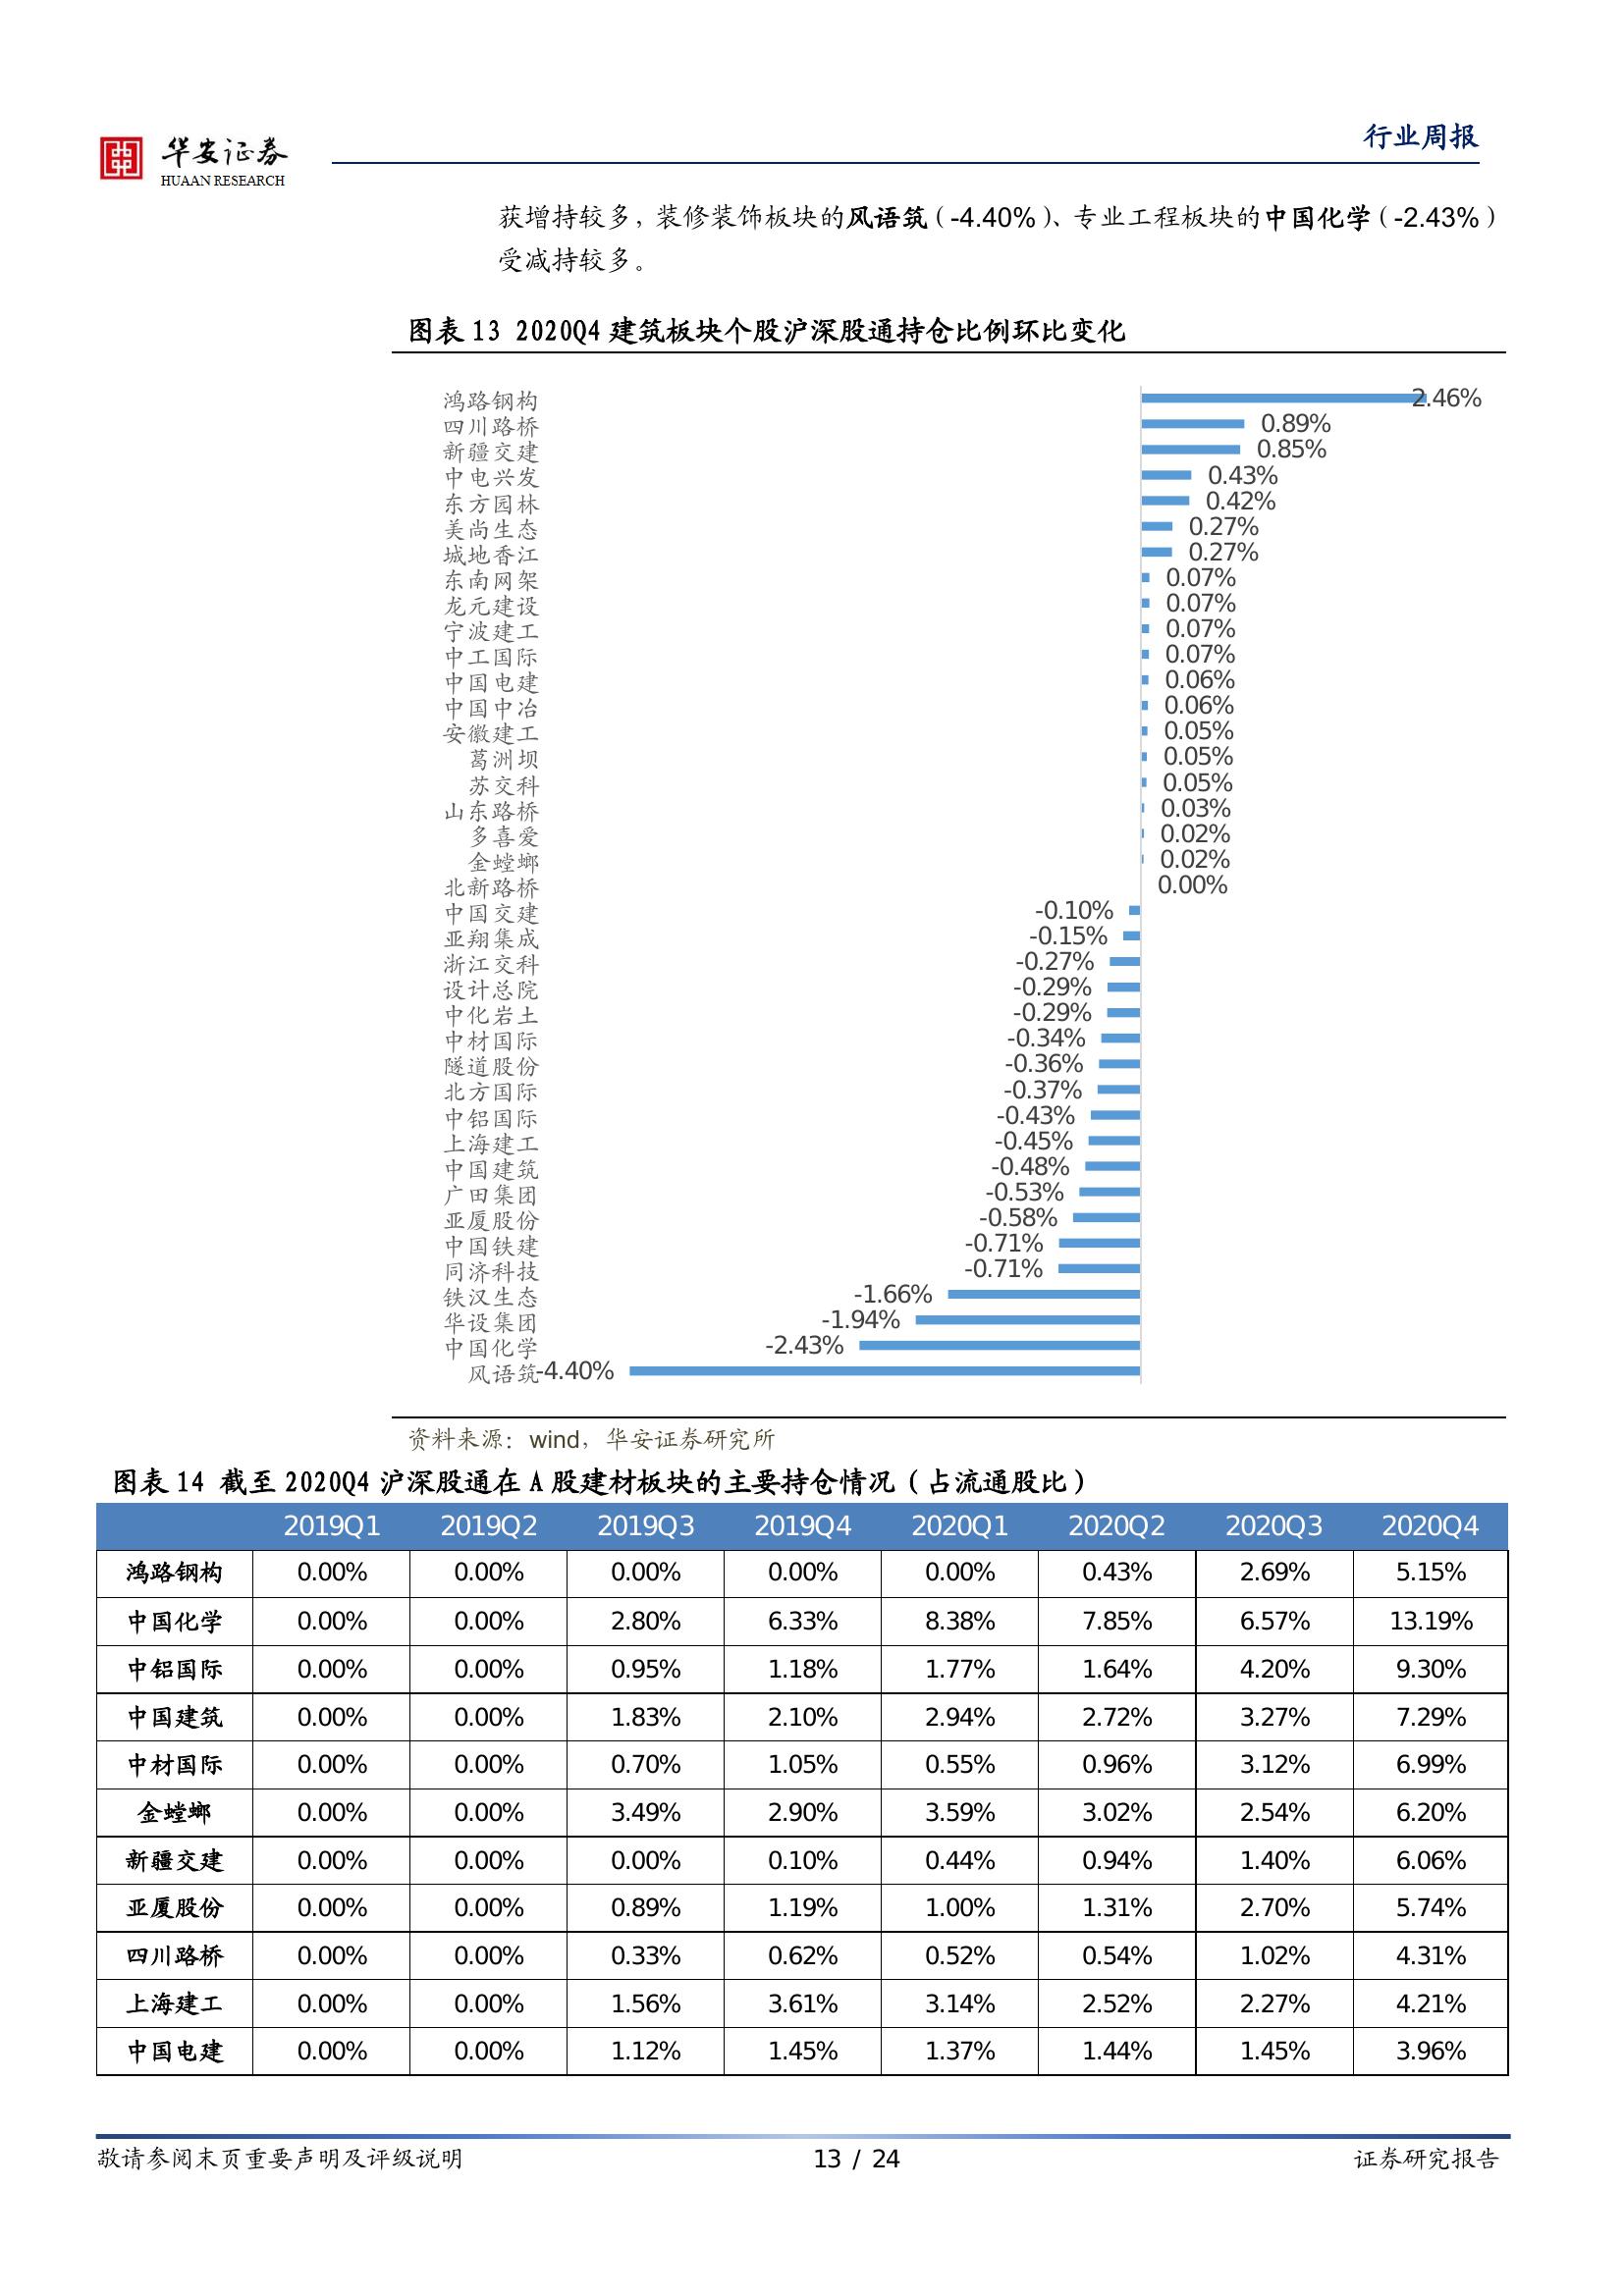 华安证券
HUAAN RESEARCH
行业周报
获增持较多，装修装饰板块的风语筑（-4.40%）、专业工程板块的中国化学（-2.43%）
受减持较多。
图表 13 2020Q4 建筑板块个股沪深股通持仓比例环比变化
鸿路钢构 2.46%
四川路桥 0.89%
新疆交建 0.85%
中电兴发 0.43%
东方园林 0.42%
美尚生态 0.27%
城地香江 0.27%
东南网架 0.07%
龙元建设 0.07%
宁波建工 0.07%
中工国际 0.07%
中国电建 0.06%
中国中冶 0.06%
安徽建工 0.05%
葛洲坝 0.05%
苏交科 0.05%
山东路桥 0.03%
多喜爱 0.02%
金螳螂 0.02%
北新路桥 0.00%
中国交建 -0.10%
亚翔集成 -0.15%
浙江交科 -0.27%
设计总院 -0.29%
中化岩土 -0.29%
中材国际 -0.34%
隧道股份 -0.36%
北方国际 -0.37%
中铝国际 -0.43%
上海建工 -0.45%
中国建筑 -0.48%
广田集团 -0.53%
亚厦股份 -0.58%
中国铁建 -0.71%
同济科技 -0.71%
铁汉生态 -1.66%
华设集团 -1.94%
中国化学 -2.43%
风语筑 -4.40%
资料来源：wind，华安证券研究所
图表 14 截至 2020Q4 沪深股通在 A 股建材板块的主要持仓情况（占流通股比）
2019Q1 2019Q2 2019Q3 2019Q4 2020Q1 2020Q2 2020Q3 2020Q4
鸿路钢构 0.00% 0.00% 0.00% 0.00% 0.00% 0.43% 2.69% 5.15%
中国化学 0.00% 0.00% 2.80% 6.33% 8.38% 7.85% 6.57% 13.19%
中铝国际 0.00% 0.00% 0.95% 1.18% 1.77% 1.64% 4.20% 9.30%
中国建筑 0.00% 0.00% 1.83% 2.10% 2.94% 2.72% 3.27% 7.29%
中材国际 0.00% 0.00% 0.70% 1.05% 0.55% 0.96% 3.12% 6.99%
金螳螂 0.00% 0.00% 3.49% 2.90% 3.59% 3.02% 2.54% 6.20%
新疆交建 0.00% 0.00% 0.00% 0.10% 0.44% 0.94% 1.40% 6.06%
亚厦股份 0.00% 0.00% 0.89% 1.19% 1.00% 1.31% 2.70% 5.74%
四川路桥 0.00% 0.00% 0.33% 0.62% 0.52% 0.54% 1.02% 4.31%
上海建工 0.00% 0.00% 1.56% 3.61% 3.14% 2.52% 2.27% 4.21%
中国电建 0.00% 0.00% 1.12% 1.45% 1.37% 1.44% 1.45% 3.96%
敬请参阅末页重要声明及评级说明 13 / 24 证券研究报告